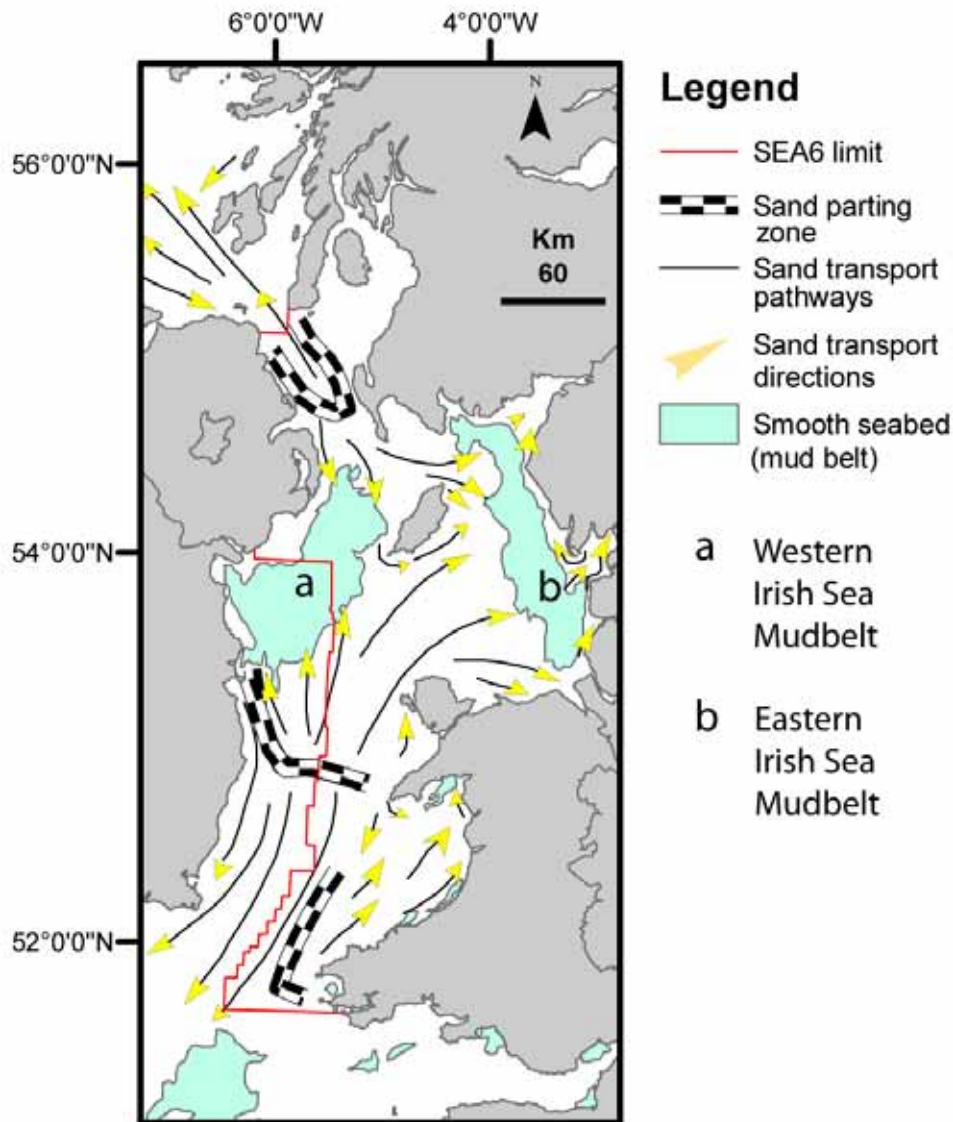 6°0'0"W 4°0'0"W
N
56°0'0"N
Km
60
54°0'0"N
a
b
52°0'0"N
Legend
SEA6 limit
Sand parting
zone
Sand transport
pathways
Sand transport
directions
Smooth seabed
(mud belt)
a Western
Irish Sea
Mudbelt
b Eastern
Irish Sea
Mudbelt